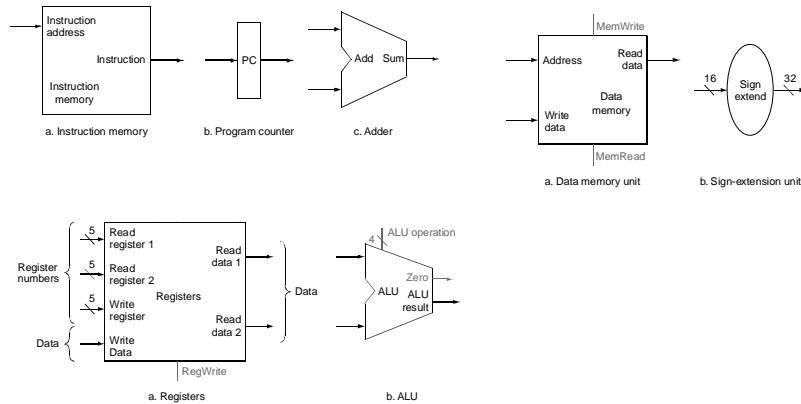 Instruction
address
Instruction
Instruction
memory
a. Instruction memory
PC
b. Program counter
Add Sum
c. Adder
MemWrite
Address
Read
data
Data
memory
Write
data
MemRead
a. Data memory unit
16
Sign
extend
32
b. Sign-extension unit
Register
numbers
5
Read
register 1
5
Read
register 2
5
Write
register
Data
Write
Data
Registers
Read
data 1
Read
data 2
Data
RegWrite
a. Registers
4
ALU operation
Zero
ALU
ALU
result
b. ALU